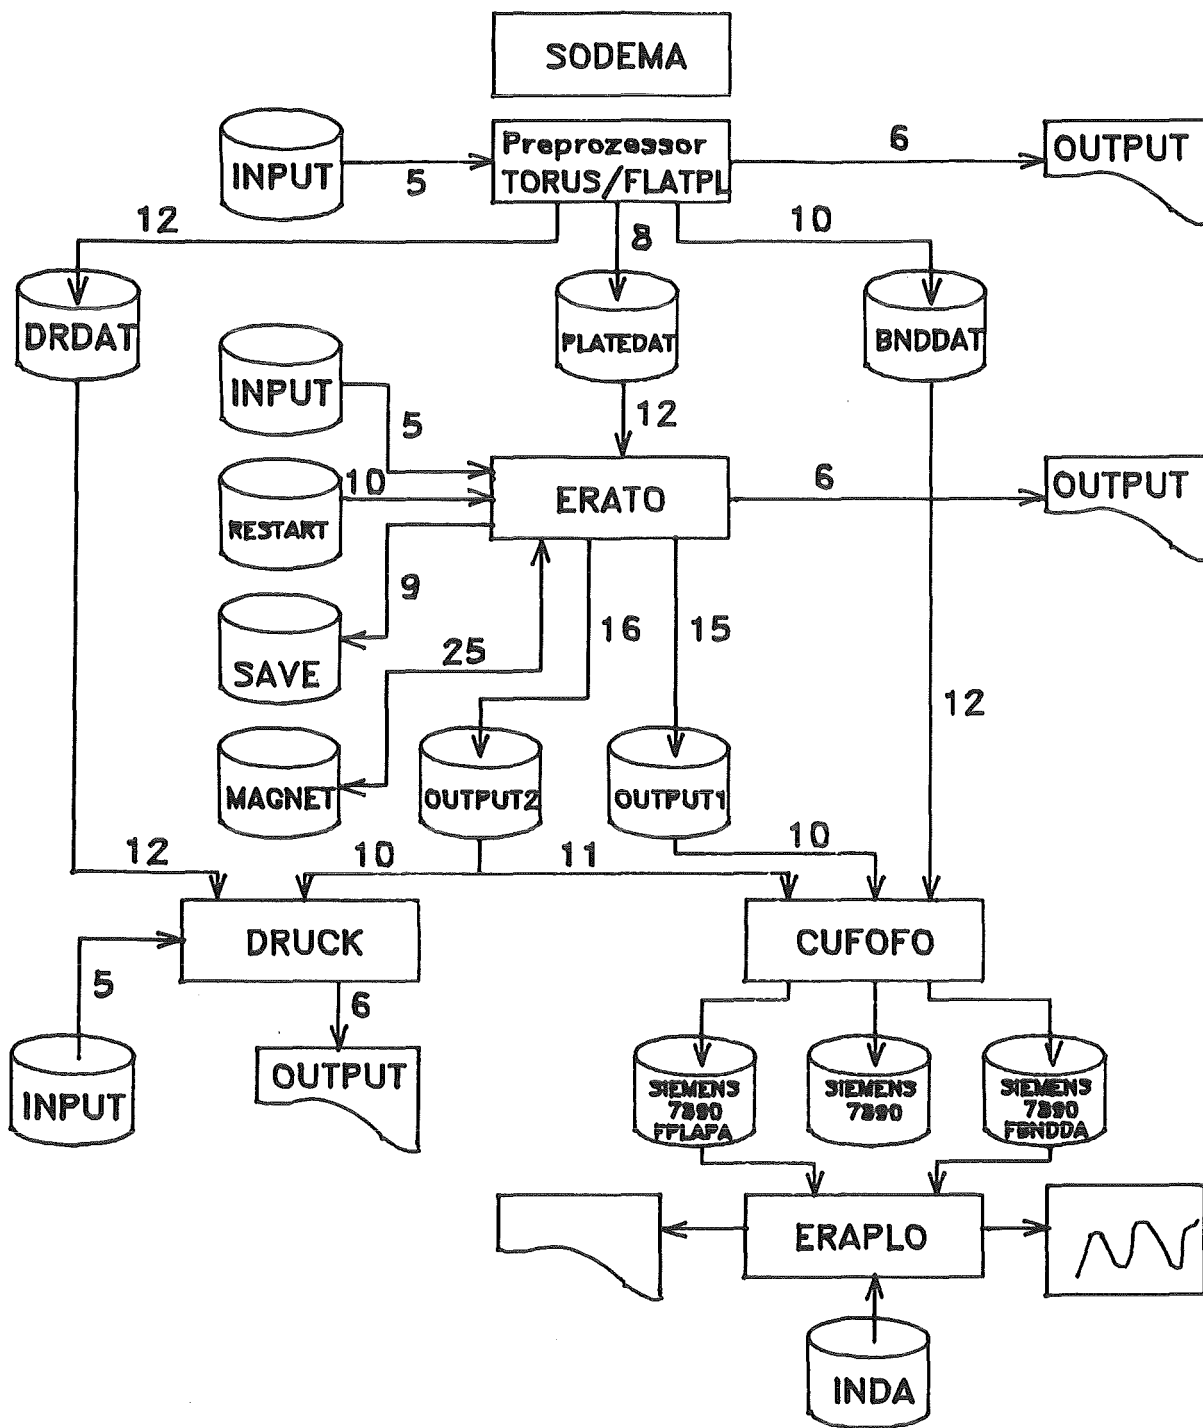 SODEMA
INPUT
5
Preprozessor
TORUS/FLATPL
6
OUTPUT
12
8
10
DRDAT
PLATEDAT
BNDDAT
INPUT
5
12
RESTART
10
ERATO
6
OUTPUT
9
SAVE
25
16
15
12
MAGNET
OUTPUT2
OUTPUT1
12
10
11
10
DRUCK
CUFOFO
5
6
INPUT
OUTPUT
SIEMENS
7890
FPLAPA
SIEMENS
7890
SIEMENS
7890
FBNDDA
ERAPLO
INDA